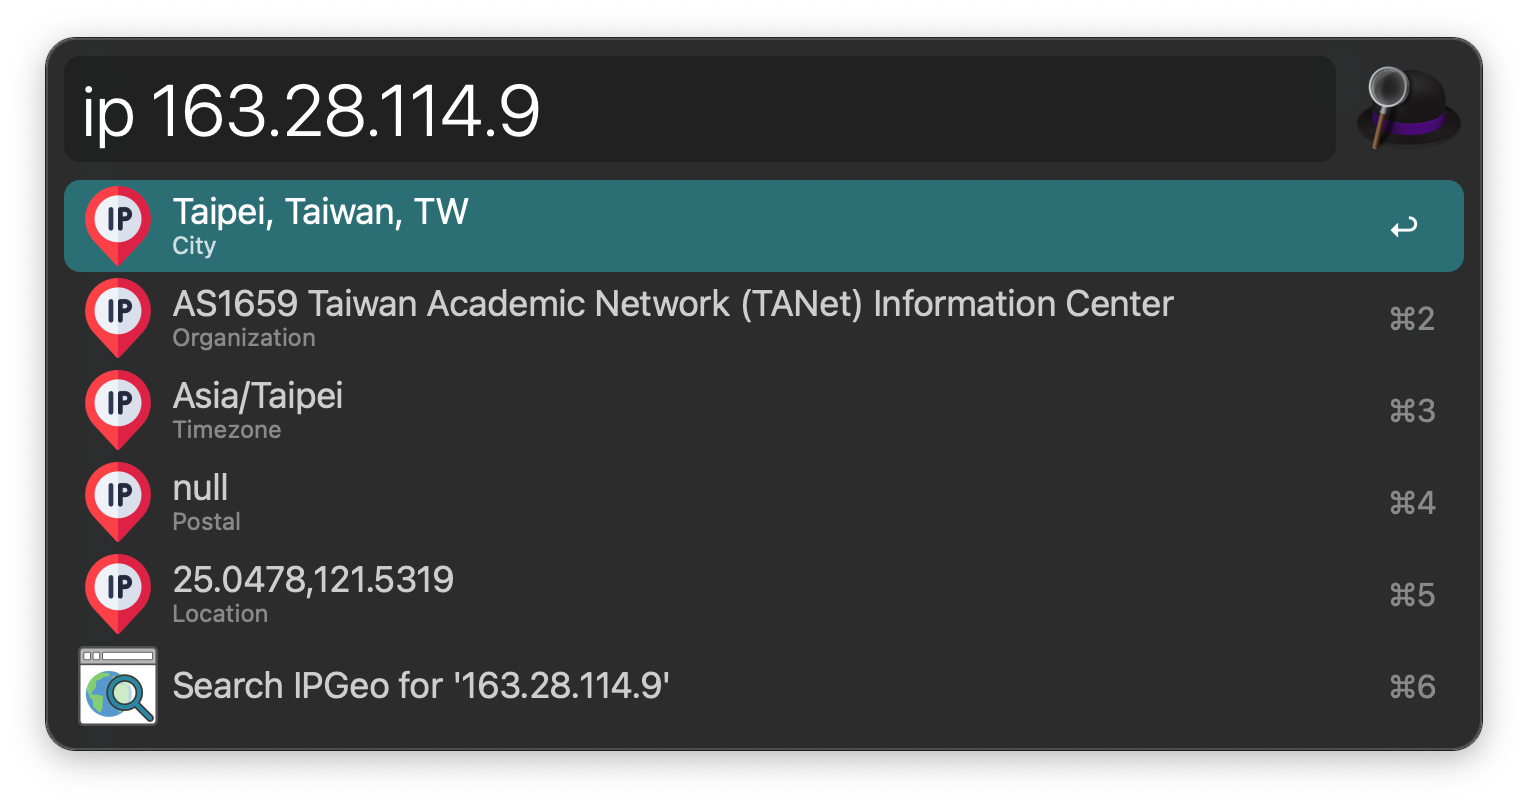 ip 163.28.114.9
IP
Taipei, Taiwan, TW
City
IP
AS1659 Taiwan Academic Network (TANet) Information Center
Organization
⌘2
IP
Asia/Taipei
Timezone
⌘3
IP
null
Postal
⌘4
IP
25.0478,121.5319
Location
⌘5
Search IPGeo for '163.28.114.9'
⌘6